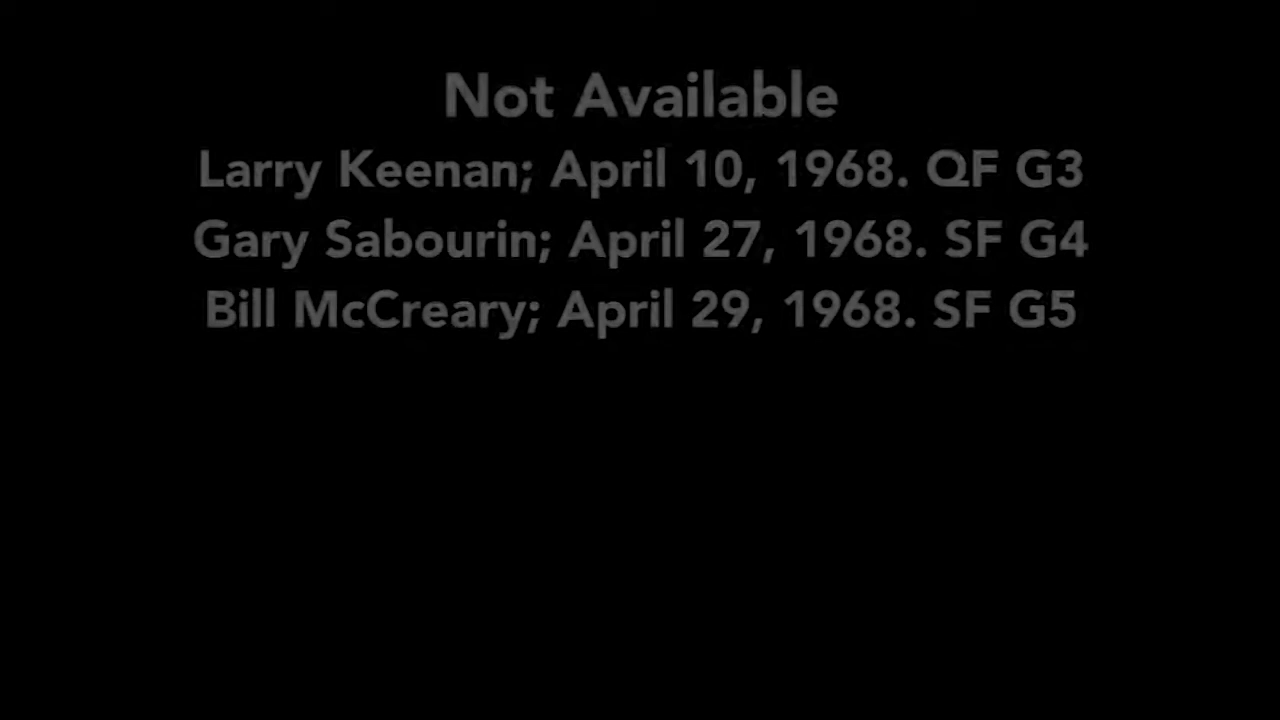 Not Available
Larry Keenan; April 10, 1968. QF G3
Gary Sabourin; April 27, 1968. SF G4
Bill McCreary; April 29, 1968. SF G5